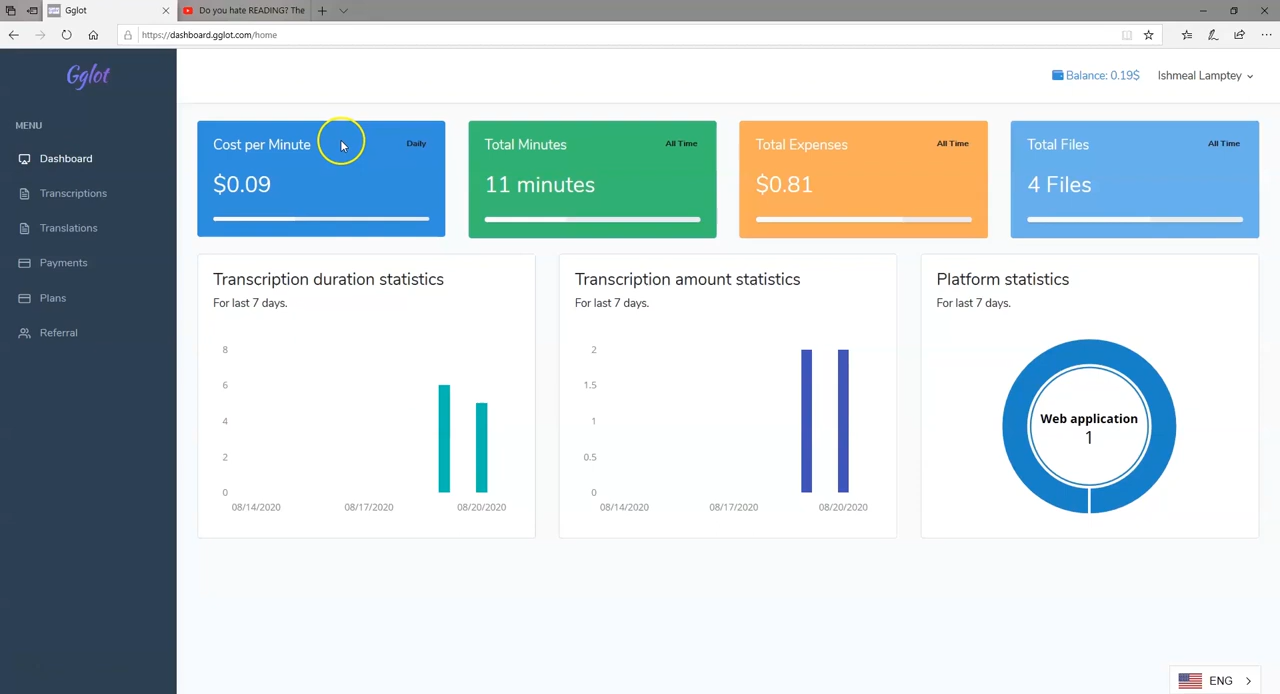 Gglot
Do you hate READING? The
https://dashboard.gglot.com/home
Gglot
Balance: 0.19$
Ishmeal Lamptey
MENU
Dashboard
Transcriptions
Translations
Payments
Plans
Referral
Cost per Minute
Daily
$0.09
Total Minutes
All Time
11 minutes
Total Expenses
All Time
$0.81
Total Files
All Time
4 Files
Transcription duration statistics
For last 7 days.
8
6
4
2
0
08/14/2020
08/17/2020
08/20/2020
Transcription amount statistics
For last 7 days.
2
1.5
1
0.5
0
08/14/2020
08/17/2020
08/20/2020
Platform statistics
For last 7 days.
Web application
1
ENG